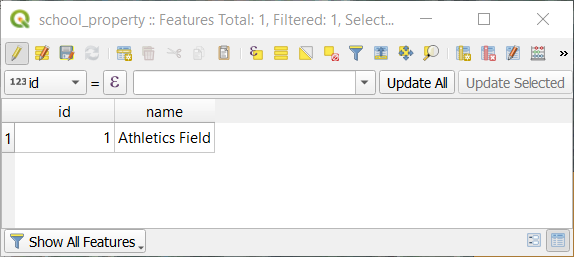 school_property :: Features Total: 1, Filtered: 1, Select...
123 id = ε Update All Update Selected
id name
1 1 Athletics Field
Show All Features